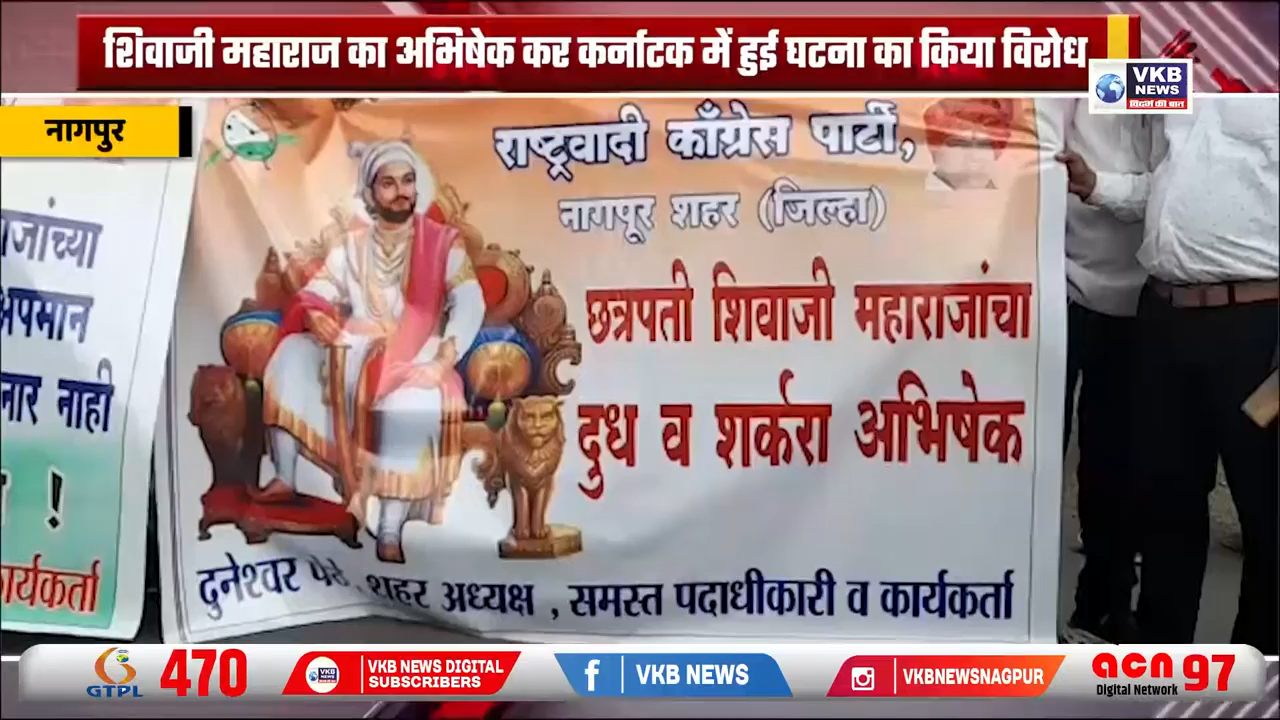 शिवाजी महाराज का अभिषेक कर कर्नाटक में हुई घटना का किया विरोध
VKB
NEWS
विदर्भ की बात
नागपुर
राष्ट्रवादी काँग्रेस पार्टी,
नागपूर शहर (जिल्हा)
छत्रपती शिवाजी महाराजांचा
दुध व शर्करा अभिषेक
दुनेश्वर पेठे, शहर अध्यक्ष , समस्त पदाधीकारी व कार्यकर्ता
नाही
!
कार्यकर्ता
GTPL
470
VKB NEWS DIGITAL
SUBSCRIBERS
VKB NEWS
VKBNEWSNAGPUR
acn 97
Digital Network